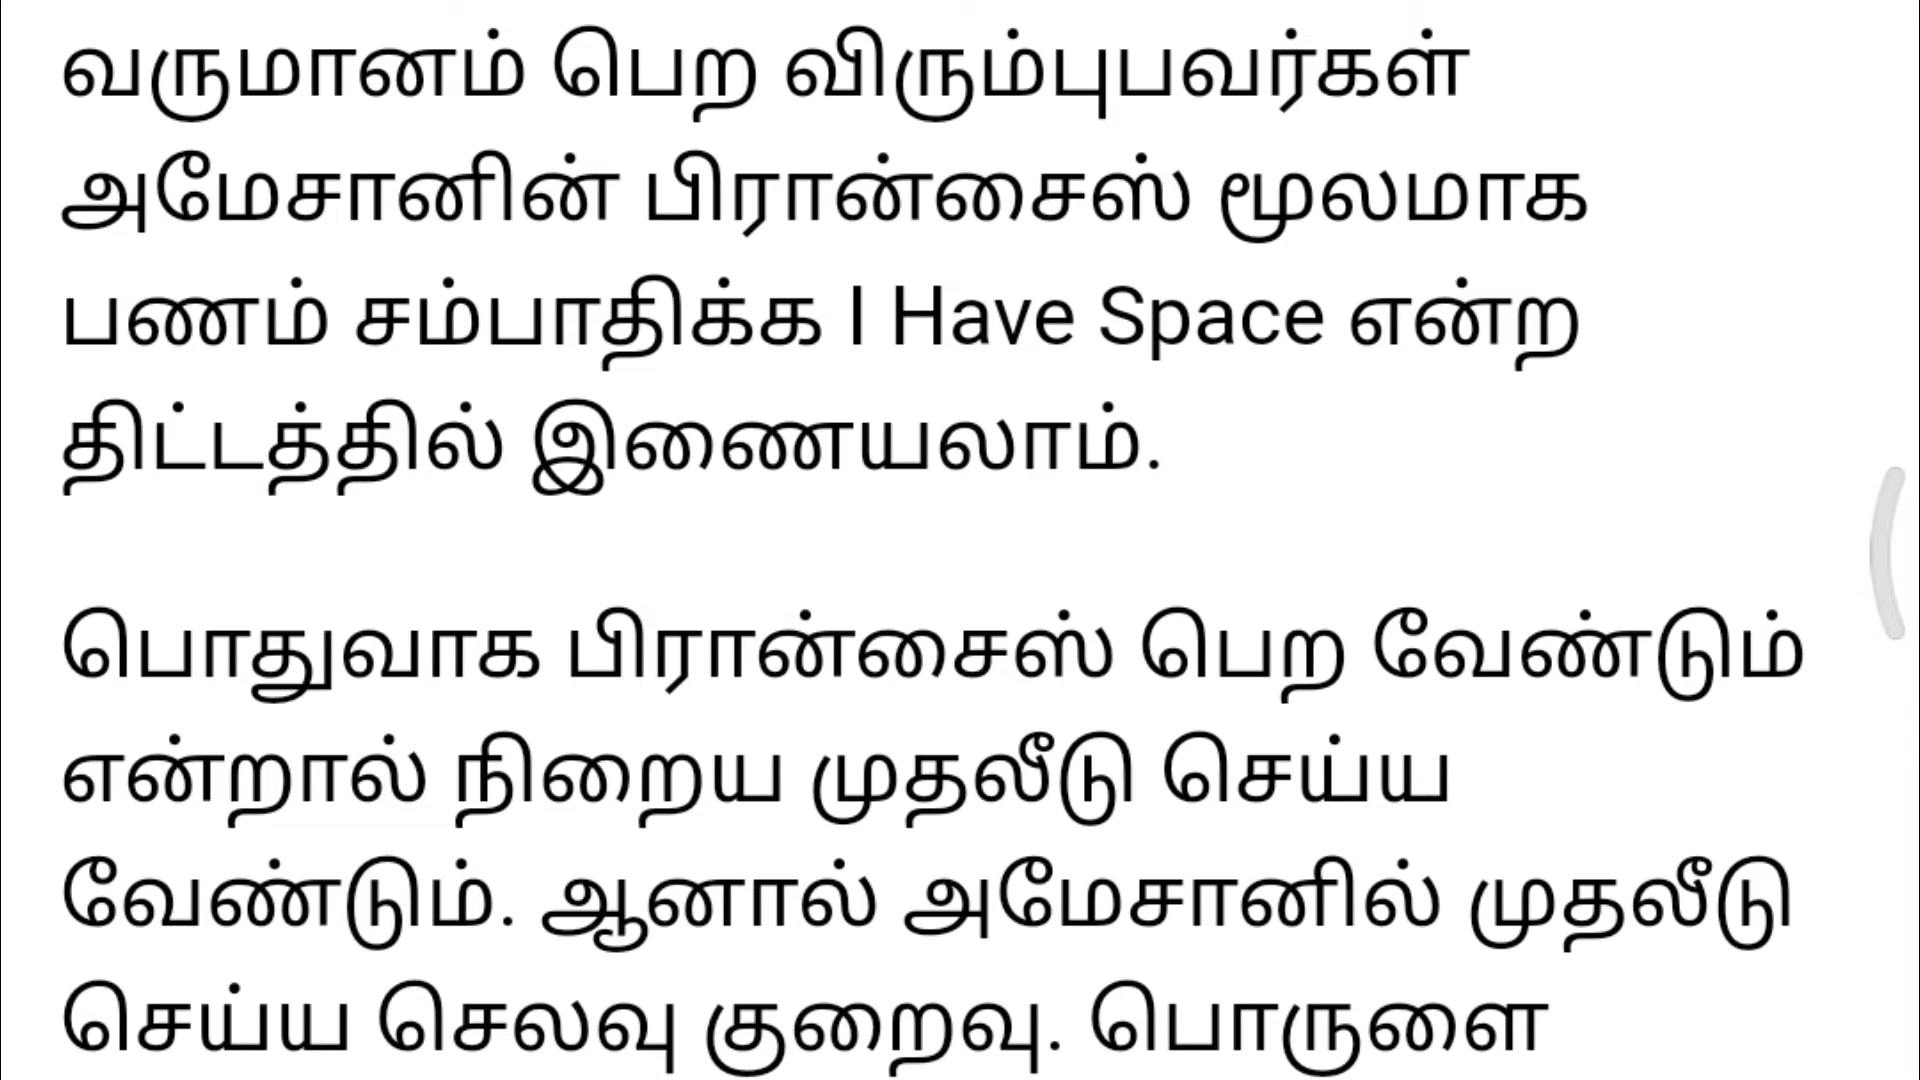 வருமானம் பெற விரும்புபவர்கள்
அமேசானின் பிரான்சைஸ் மூலமாக
பணம் சம்பாதிக்க I Have Space என்ற
திட்டத்தில் இணையலாம்.
பொதுவாக பிரான்சைஸ் பெற வேண்டும்
என்றால் நிறைய முதலீடு செய்ய
வேண்டும். ஆனால் அமேசானில் முதலீடு
செய்ய செலவு குறைவு. பொருளை